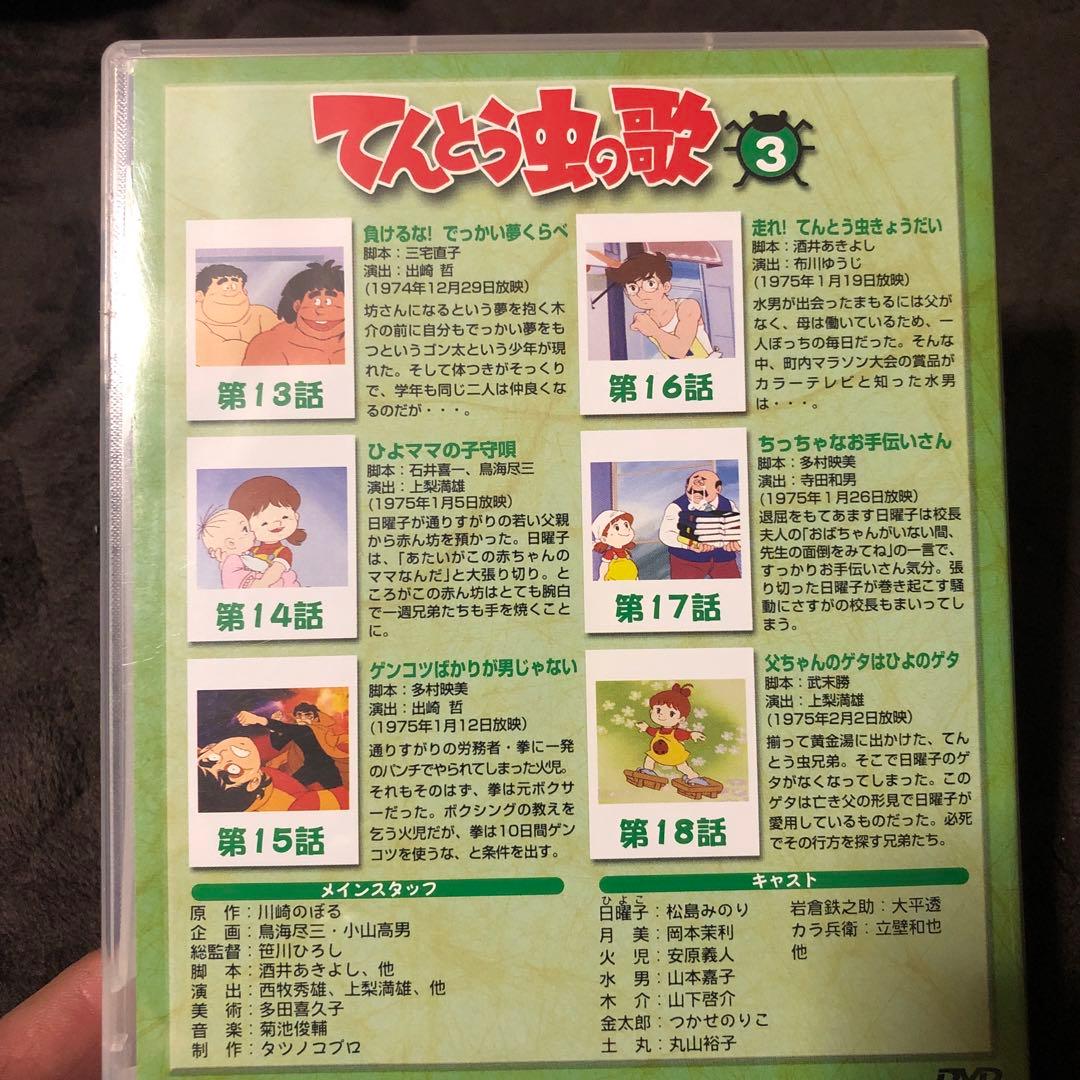 てんとう虫の歌 3
負けるな! でっかい夢くらべ
脚本：三宅直子
演出：出崎 哲
(1974年12月29日放映)
坊さんになるという夢を抱く木
介の前に自分もでっかい夢をも
つというゴン太という少年が現
れた。そして体つきがそっくり
で、学年も同じ二人は仲良くな
るのだが・・・。
第13話
ひよママの子守唄
脚本：石井喜一、鳥海尽三
演出：上梨満雄
(1975年1月5日放映)
日曜子が通りすがりの若い父親
から赤ん坊を預かった。日曜子
は、「あたいがこの赤ちゃんの
ママなんだ」と大張り切り。と
ころがこの赤ん坊はとても腕白
で一週兄弟たちも手を焼くこと
に。
第14話
ゲンコツばかりが男じゃない
脚本：多村映美
演出：出崎 哲
(1975年1月12日放映)
通りすがりの労務者・拳に一発
のパンチでやられてしまった火児。
それもそのはず、拳は元ボクサ
ーだった。ボクシングの教えを
乞う火児だが、拳は10日間ゲン
コツを使うな、と条件を出す。
第15話
走れ! てんとう虫きょうだい
脚本：酒井あきよし
演出：布川ゆうじ
(1975年1月19日放映)
水男が出会ったまもるには父が
なく、母は働いているため、一
人ぼっちの毎日だった。そんな
中、町内マラソン大会の賞品が
カラーテレビと知った水男
は・・・。
第16話
ちっちゃなお手伝いさん
脚本：多村映美
演出：寺田和男
(1975年1月26日放映)
退屈をもてあます日曜子は校長
夫人の「おばちゃんがいない間、
先生の面倒をみてね」の一言で、
すっかりお手伝いさん気分。張
り切った日曜子が巻き起こす騒
動にさすがの校長もまいってし
まう。
第17話
父ちゃんのゲタはひよのゲタ
脚本：武末勝
演出：上梨満雄
(1975年2月2日放映)
揃って黄金湯に出かけた、てん
とう虫兄弟。そこで日曜子のゲ
タがなくなってしまった。この
ゲタは亡き父の形見で日曜子が
愛用しているものだった。必死
でその行方を探す兄弟たち。
第18話
メインスタッフ
原 作：川崎のぼる
企 画：鳥海尽三・小山高男
総監督：笹川ひろし
脚 本：酒井あきよし、他
演 出：西牧秀雄、上梨満雄、他
美 術：多田喜久子
音 楽：菊池俊輔
制 作：タツノコプロ
キャスト
ひよこ
日曜子：松島みのり
月 美：岡本茉利
火 児：安原義人
水 男：山本嘉子
木 介：山下啓介
金太郎：つかせのりこ
土 丸：丸山裕子
岩倉鉄之助：大平透
カラ兵衛：立壁和也
他
DVD